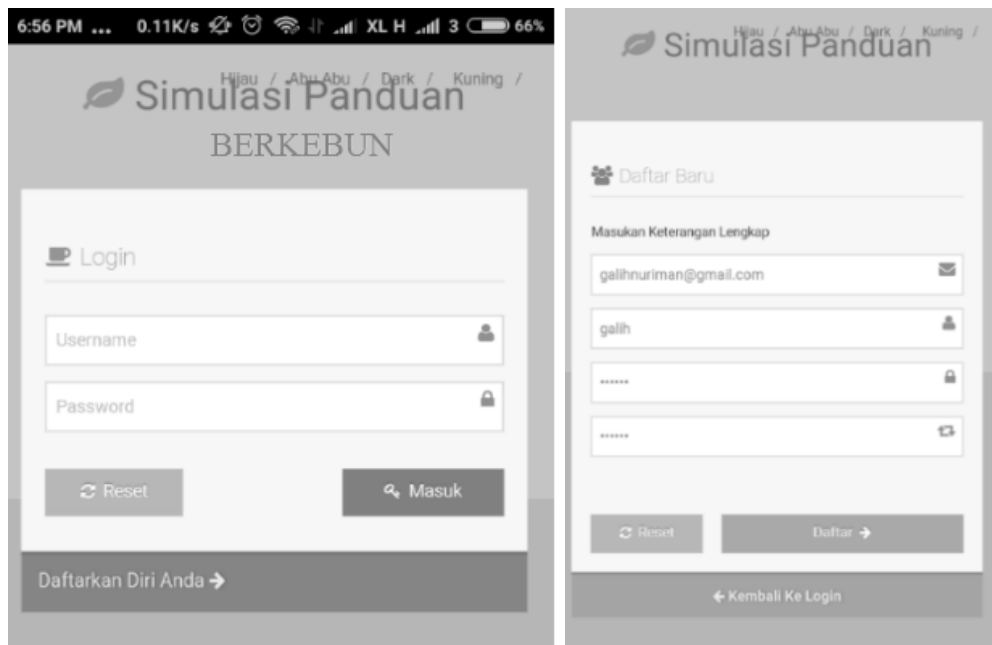 6:56 PM ... 0.11K/s XL H 3 66%
Hijau / Abu Abu / Dark / Kuning /
Simulasi Panduan
BERKEBUN
Login
Username
Password
Reset
Masuk
Daftarkan Diri Anda
Hijau / Abu Abu / Dark / Kuning /
Simulasi Panduan
Daftar Baru
Masukan Keterangan Lengkap
galihnuriman@gmail.com
galih
••••••
••••••
Reset
Daftar
Kembali Ke Login